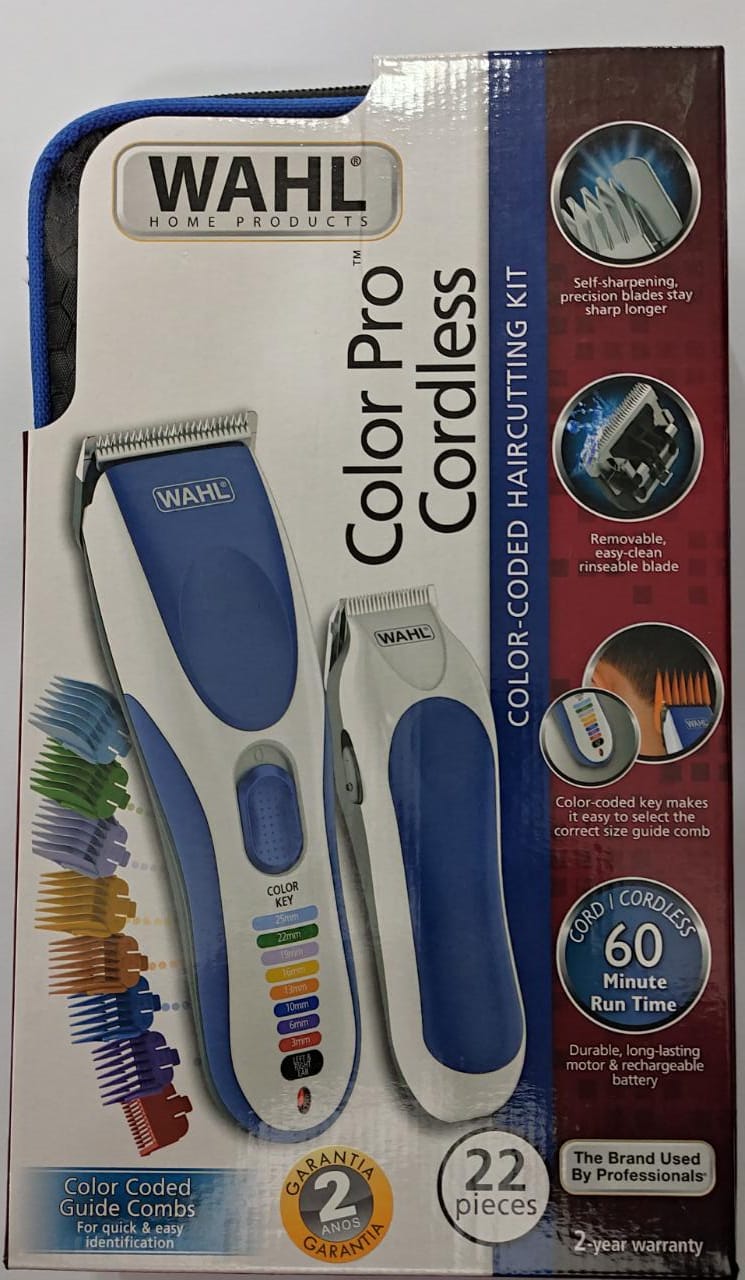 WAHL®
HOME PRODUCTS
Color Pro™
Cordless
COLOR-CODED HAIRCUTTING KIT
Self-sharpening,
precision blades stay
sharp longer
Removable,
easy-clean
rinseable blade
WAHL
Color-coded key makes
it easy to select the
correct size guide comb
CORD / CORDLESS
60
Minute
Run Time
Durable, long-lasting
motor & rechargeable
battery
The Brand Used
By Professionals*
2-year warranty
WAHL®
COLOR
KEY
25mm
22mm
19mm
16mm
13mm
10mm
6mm
3mm
LEFT &
RIGHT
EAR
WAHL®
Color Coded
Guide Combs
For quick & easy
identification
GARANTIA
2
ANOS
GARANTIA
22
pieces